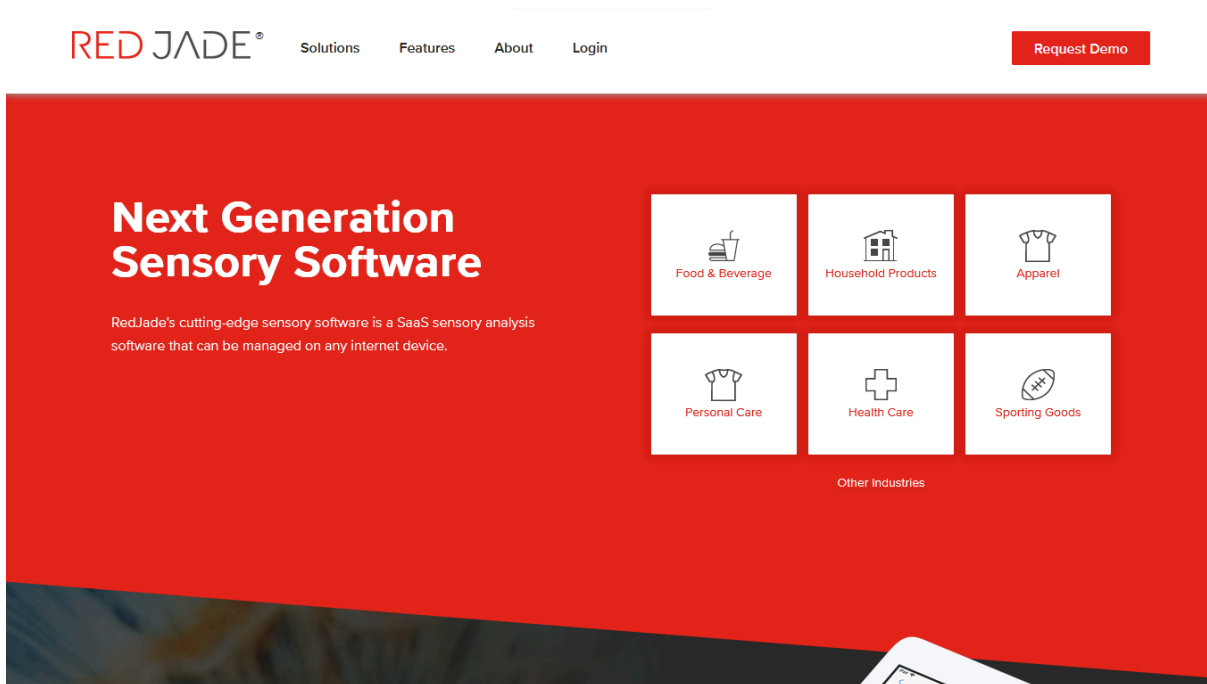 RED JADE®
Solutions
Features
About
Login
Request Demo
Next Generation
Sensory Software
RedJade's cutting-edge sensory software is a SaaS sensory analysis
software that can be managed on any internet device.
Food & Beverage
Household Products
Apparel
Personal Care
Health Care
Sporting Goods
Other Industries